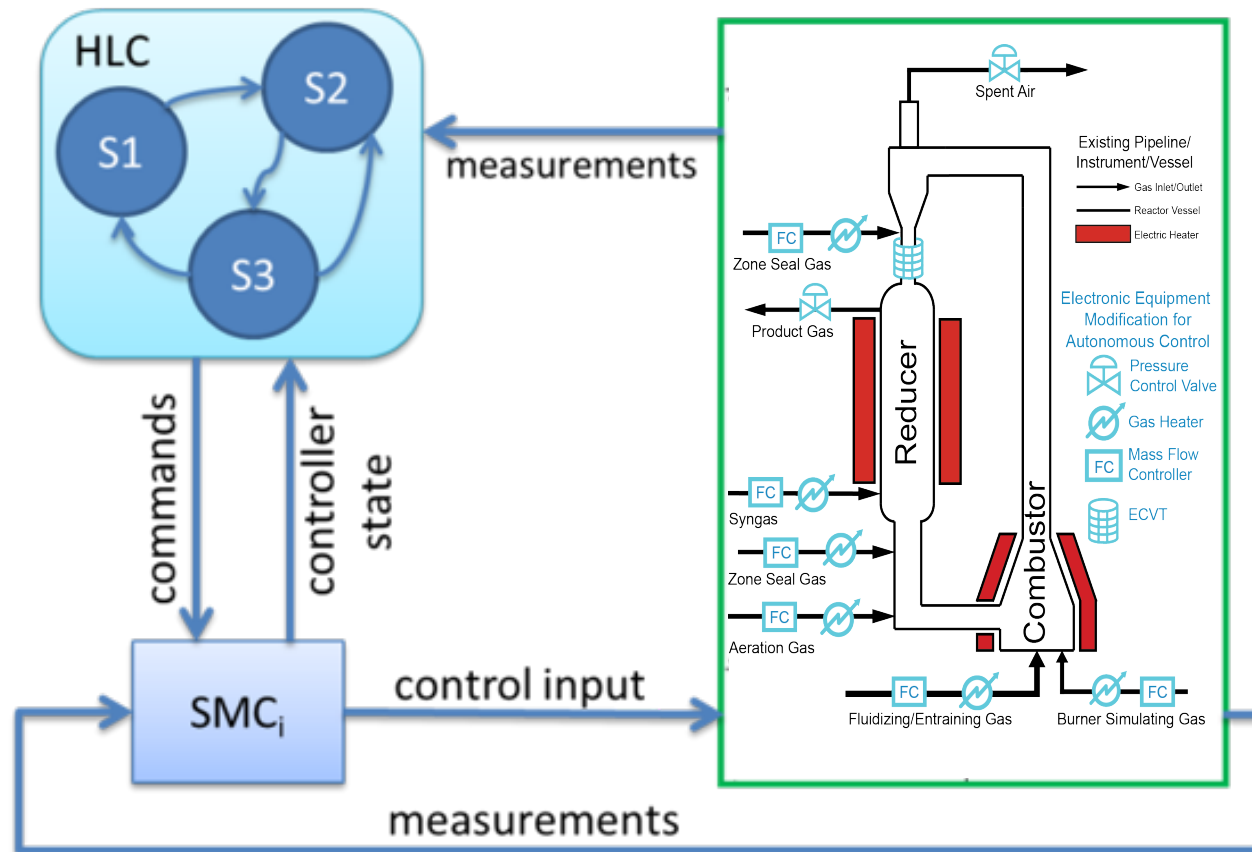 HLC
S1
S2
S3
measurements
commands
controller
state
SMCi
control input
measurements
Spent Air
Existing Pipeline/
Instrument/Vessel
Gas Inlet/Outlet
Reactor Vessel
Electric Heater
FC
Zone Seal Gas
Product Gas
Electronic Equipment
Modification for
Autonomous Control
Pressure
Control Valve
Gas Heater
FC
Mass Flow
Controller
ECVT
Reducer
Combustor
FC
Syngas
FC
Zone Seal Gas
FC
Aeration Gas
FC
Fluidizing/Entraining Gas
FC
Burner Simulating Gas